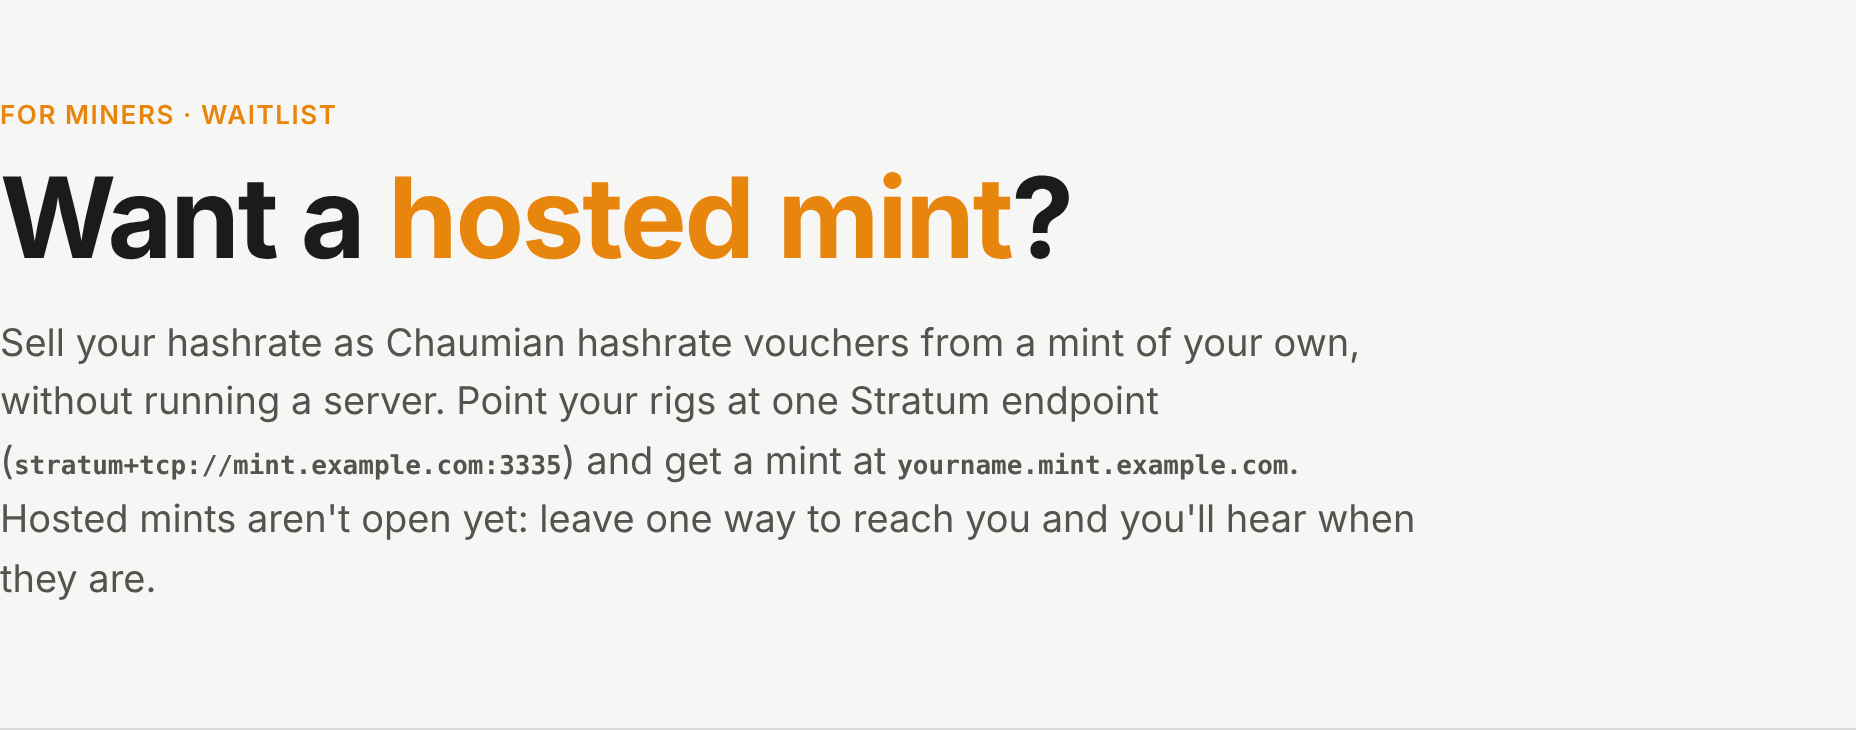 FOR MINERS · WAITLIST
Want a hosted mint?
Sell your hashrate as Chaumian hashrate vouchers from a mint of your own,
without running a server. Point your rigs at one Stratum endpoint
(stratum+tcp://mint.example.com:3335) and get a mint at yourname.mint.example.com.
Hosted mints aren't open yet: leave one way to reach you and you'll hear when
they are.